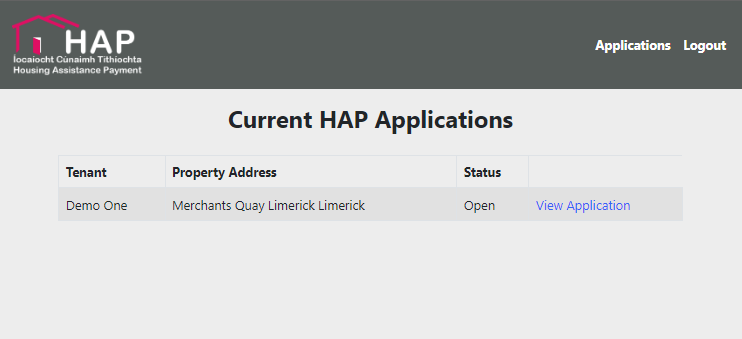 HAP
Íocaíocht Cúnaimh Tithíochta
Housing Assistance Payment
Applications Logout
Current HAP Applications
Tenant Property Address Status
Demo One Merchants Quay Limerick Limerick Open View Application